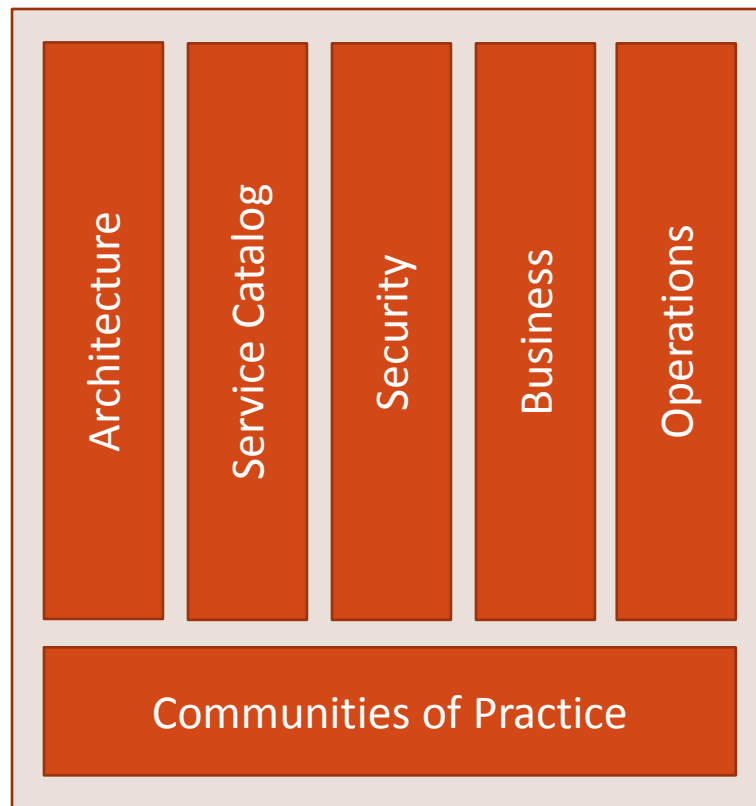 Architecture
Service Catalog
Security
Business
Operations
Communities of Practice